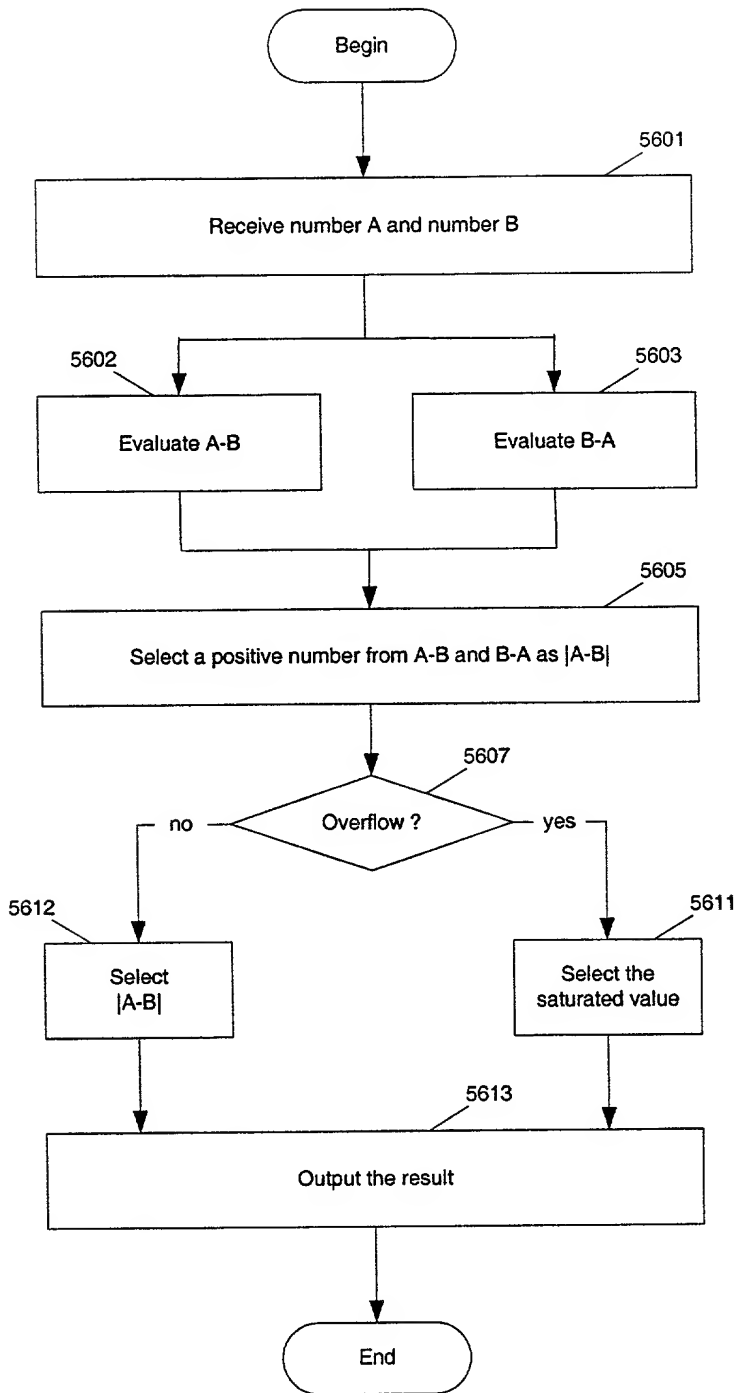 Begin
5601
Receive number A and number B
5602
5603
Evaluate A-B
Evaluate B-A
5605
Select a positive number from A-B and B-A as |A-B|
5607
no
Overflow ?
yes
5612
5611
Select
|A-B|
Select the
saturated value
5613
Output the result
End